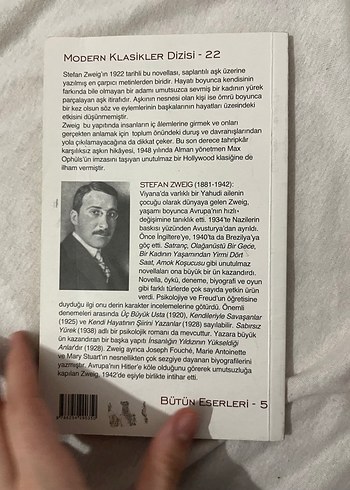 MODERN KLASİKLER DİZİSİ - 22
Stefan Zweig'ın 1922 tarihli bu novellası, saplantılı aşk üzerine
yazılmış en çarpıcı metinlerden biridir. Hayatı boyunca kendisinin
farkında bile olmayan bir adamı umutsuzca sevmiş bir kadının yürek
parçalayan aşk itirafıdır. Aşkının nesnesi olan kişi ise ömrü boyunca
bir kez olsun söz ve eylemlerinin başkalarının hayatları üzerindeki
etkisini düşünmemiştir.
Zweig bu yapıtında insanların iç âlemlerine girmek ve onları
gerçekten anlamak için toplum önündeki duruş ve davranışlarından
yola çıkılamayacağına da dikkat çeker. Bu son derece tahripkâr
karşılıksız aşkın hikâyesi, 1948 yılında Alman yönetmen Max
Ophüls'ün imzasını taşıyan unutulmaz bir Hollywood klasiğine de
ilham vermiştir.
STEFAN ZWEIG (1881-1942):
Viyana'da varlıklı bir Yahudi ailenin
çocuğu olarak dünyaya gelen Zweig,
yaşamı boyunca Avrupa'nın hızlı
değişimine tanıklık etti. 1934'te Nazilerin
baskısı yüzünden Avusturya'dan ayrıldı.
Önce İngiltere'ye, 1940'ta da Brezilya'ya
göç etti. Satranç, Olağanüstü Bir Gece,
Bir Kadının Yaşamından Yirmi Dört
Saat, Amok Koşucusu gibi unutulmaz
novellaları ona büyük bir ün kazandırdı.
Novella, öykü, deneme, biyografi ve oyun
gibi farklı türlerde çok sayıda yetkin ürün
verdi. Psikolojiye ve Freud'un öğretisine
duyduğu ilgi onu derin karakter incelemelerine götürdü. Önemli
denemeleri arasında Üç Büyük Usta (1920), Kendileriyle Savaşanlar
(1925) ve Kendi Hayatının Şiirini Yazanlar (1928) sayılabilir. Sabırsız
Yürek (1938) adlı bir psikolojik romanı da mevcuttur. Yazara büyük
ün kazandıran bir başka yapıtı İnsanlığın Yıldızının Yükseldiği
Anlar'dır (1928). Zweig ayrıca Joseph Fouché, Marie Antoinette
ve Mary Stuart'ın nesnellikden çok sezgiye dayanan biyografilerini
yazmıştır. Avrupa'nın Hitler'e köle olduğunu görerek umutsuzluğa
kapılan Zweig, 1942'de eşiyle birlikte intihar etti.
BÜTÜN ESERLERİ - 5